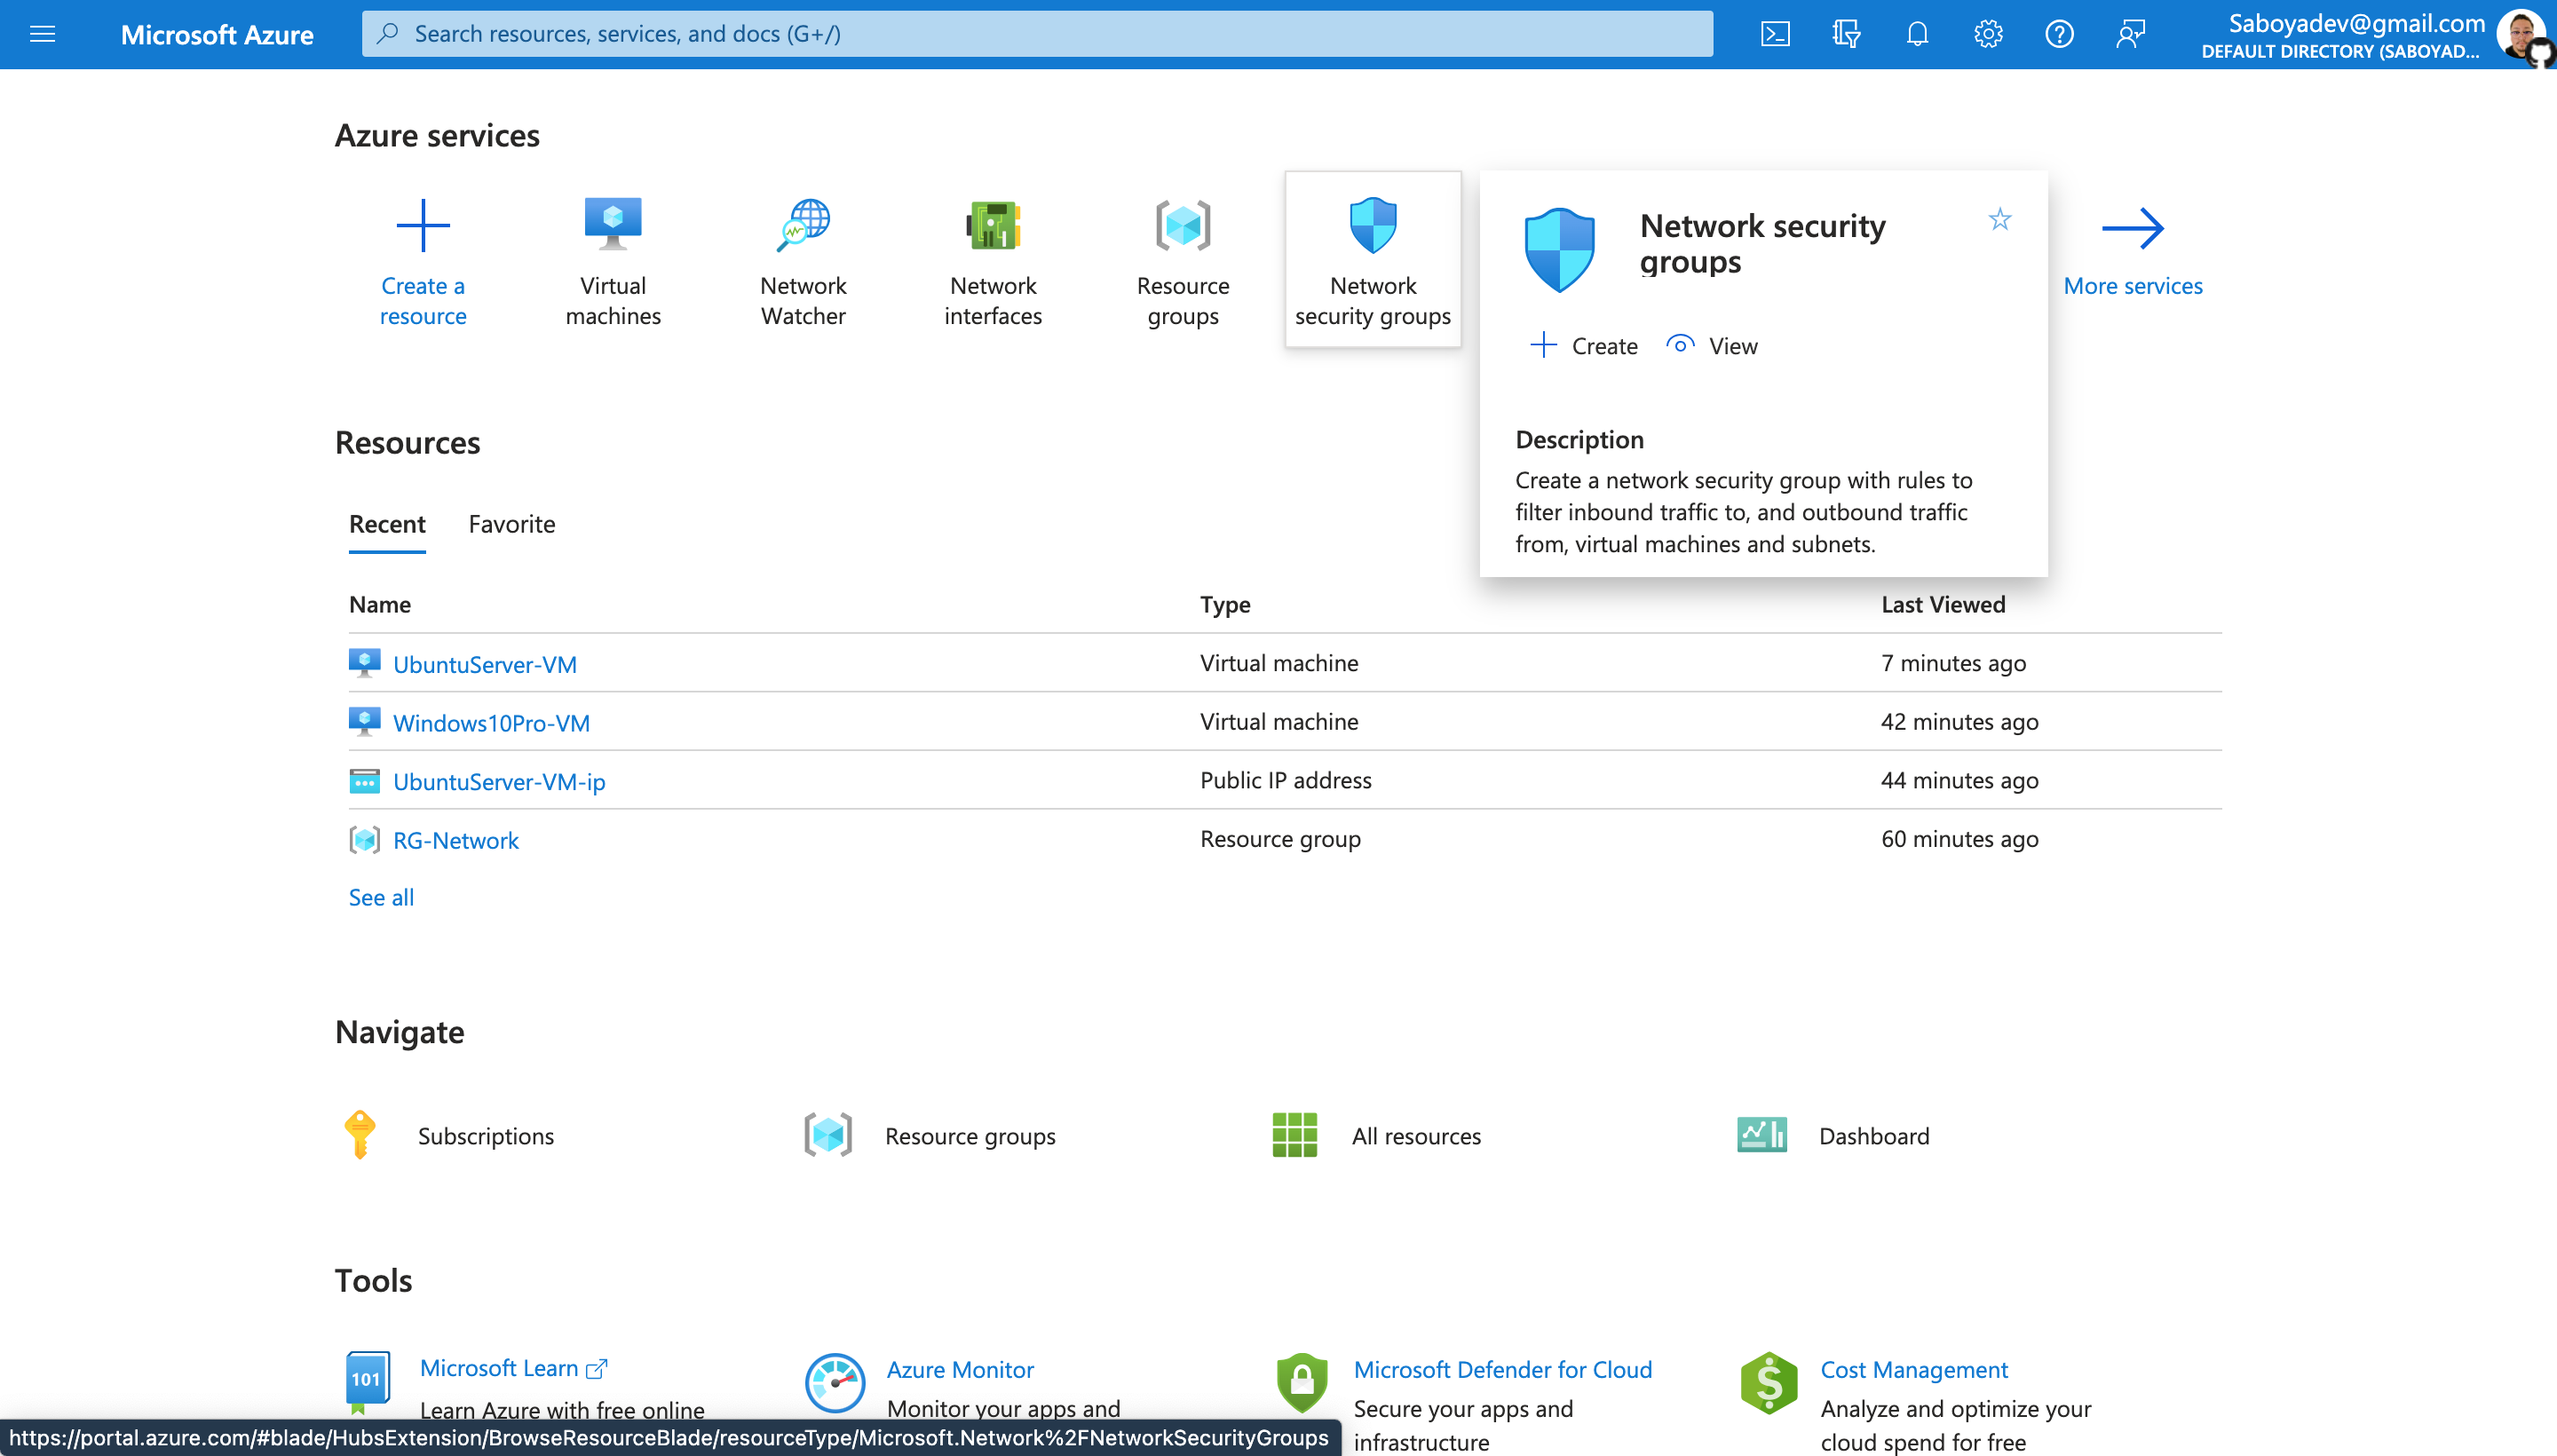 Microsoft Azure
Search resources, services, and docs (G+/)
Saboyadev@gmail.com
DEFAULT DIRECTORY (SABOYAD...
Azure services
Create a
resource
Virtual
machines
Network
Watcher
Network
interfaces
Resource
groups
Network
security groups
Network security
groups
Create
View
Description
Create a network security group with rules to
filter inbound traffic to, and outbound traffic
from, virtual machines and subnets.
More services
Resources
Recent Favorite
Name Type Last Viewed
UbuntuServer-VM Virtual machine 7 minutes ago
Windows10Pro-VM Virtual machine 42 minutes ago
UbuntuServer-VM-ip Public IP address 44 minutes ago
RG-Network Resource group 60 minutes ago
See all
Navigate
Subscriptions Resource groups All resources Dashboard
Tools
101
Microsoft Learn
Learn Azure with free online
Azure Monitor
Monitor your apps and
Microsoft Defender for Cloud
Secure your apps and
infrastructure
$
Cost Management
Analyze and optimize your
cloud spend for free
https://portal.azure.com/#blade/HubsExtension/BrowseResourceBlade/resourceType/Microsoft.Network%2FNetworkSecurityGroups